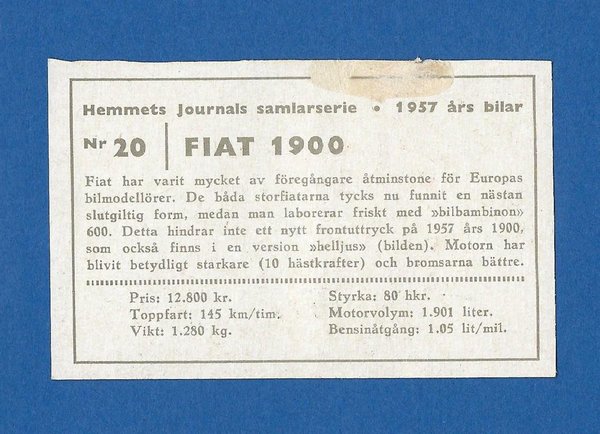 Hemmets Journals samlarserie • 1957 års bilar
Nr 20 | FIAT 1900
Fiat har varit mycket av föregångare åtminstone för Europas
bilmodellörer. De båda storfiatarna tycks nu funnit en nästan
slutgiltig form, medan man laborerar friskt med »bilbambinon»
600. Detta hindrar inte ett nytt frontuttryck på 1957 års 1900,
som också finns i en version »helljus» (bilden). Motorn har
blivit betydligt starkare (10 hästkrafter) och bromsarna bättre.
Pris: 12.800 kr. Styrka: 80 hkr.
Toppfart: 145 km/tim. Motorvolym: 1.901 liter.
Vikt: 1.280 kg. Bensinåtgång: 1.05 lit/mil.